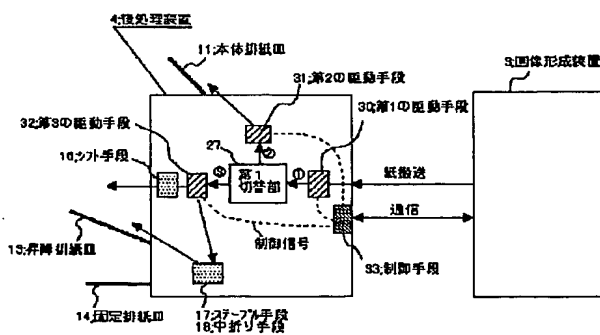 4;後処理装置
11;本体排紙皿
31;第2の駆動手段
3;画像形成装置
32;第3の駆動手段
30;第1の駆動手段
16;シフト手段
27
②
第1
切替部
③
①
紙搬送
通信
制御信号
33;制御手段
13;昇降排紙皿
14;固定排紙皿
17;ステープル手段
18;中折り手段